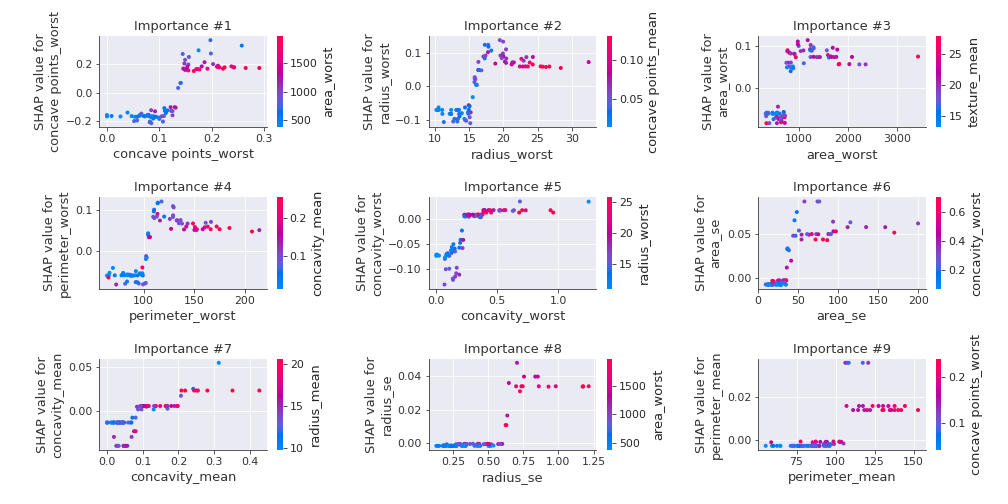 Importance #1
SHAP value for
concave points_worst
0.2
0.0
−0.2
0.0
0.1
0.2
0.3
concave points_worst
1500
1000
500
area_worst
Importance #2
SHAP value for
radius_worst
0.1
0.0
−0.1
10
15
20
25
30
radius_worst
0.10
0.05
concave points_mean
Importance #3
SHAP value for
area_worst
0.1
0.0
1000
2000
3000
area_worst
25
20
15
texture_mean
Importance #4
SHAP value for
perimeter_worst
0.1
0.0
100
150
200
perimeter_worst
0.2
0.1
concavity_mean
Importance #5
SHAP value for
concavity_worst
0.00
−0.05
−0.10
0.0
0.5
1.0
concavity_worst
25
20
15
radius_worst
Importance #6
SHAP value for
area_se
0.05
0.00
0
50
100
150
200
area_se
0.6
0.4
0.2
concavity_worst
Importance #7
SHAP value for
concavity_mean
0.05
0.00
0.0
0.1
0.2
0.3
0.4
concavity_mean
20
15
10
radius_mean
Importance #8
SHAP value for
radius_se
0.04
0.02
0.00
0.25
0.50
0.75
1.00
1.25
radius_se
1500
1000
500
area_worst
Importance #9
SHAP value for
perimeter_mean
0.02
0.00
75
100
125
150
perimeter_mean
0.2
0.1
concave points_worst